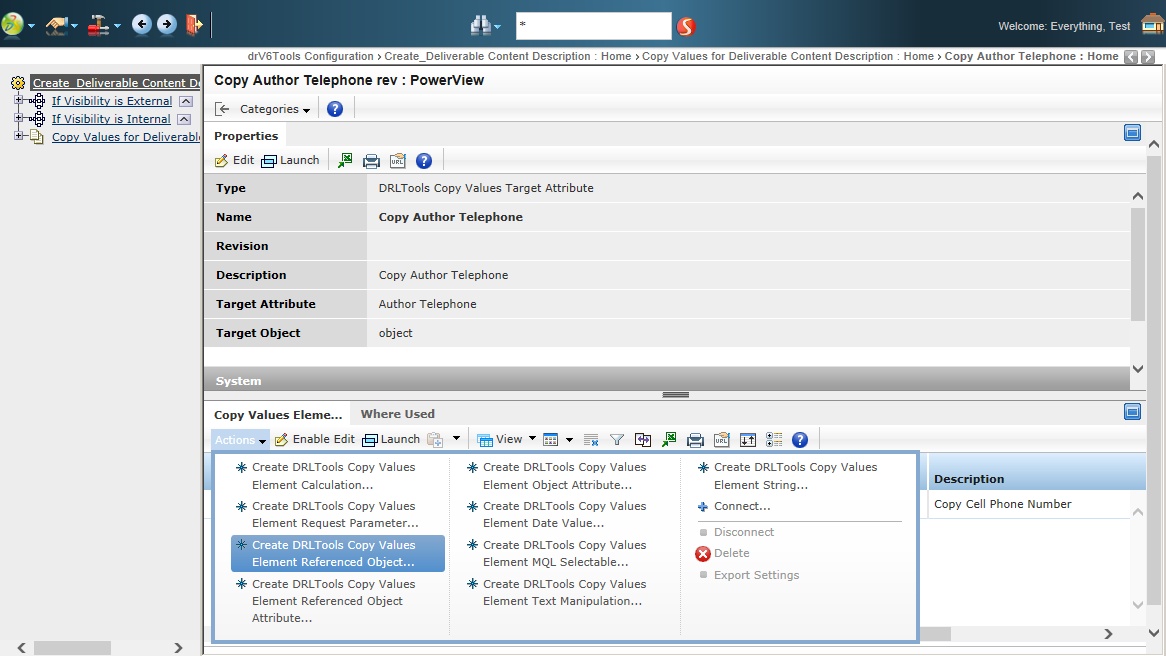 *
Welcome: Everything, Test
drV6Tools Configuration › Create_Deliverable Content Description : Home › Copy Values for Deliverable Content Description : Home › Copy Author Telephone : Home
Create_Deliverable Content De
If Visibility is External
If Visibility is Internal
Copy Values for Deliverable
Copy Author Telephone rev : PowerView
Categories
Properties
Edit Launch URL
Type DRLTools Copy Values Target Attribute
Name Copy Author Telephone
Revision
Description Copy Author Telephone
Target Attribute Author Telephone
Target Object object
System
Copy Values Eleme... Where Used
Actions Enable Edit Launch View URL
Create DRLTools Copy Values
Element Calculation...
Create DRLTools Copy Values
Element Request Parameter...
Create DRLTools Copy Values
Element Referenced Object...
Create DRLTools Copy Values
Element Referenced Object
Attribute...
Create DRLTools Copy Values
Element Object Attribute...
Create DRLTools Copy Values
Element Date Value...
Create DRLTools Copy Values
Element MQL Selectable...
Create DRLTools Copy Values
Element Text Manipulation...
Create DRLTools Copy Values
Element String...
Connect...
Disconnect
Delete
Export Settings
Description
Copy Cell Phone Number